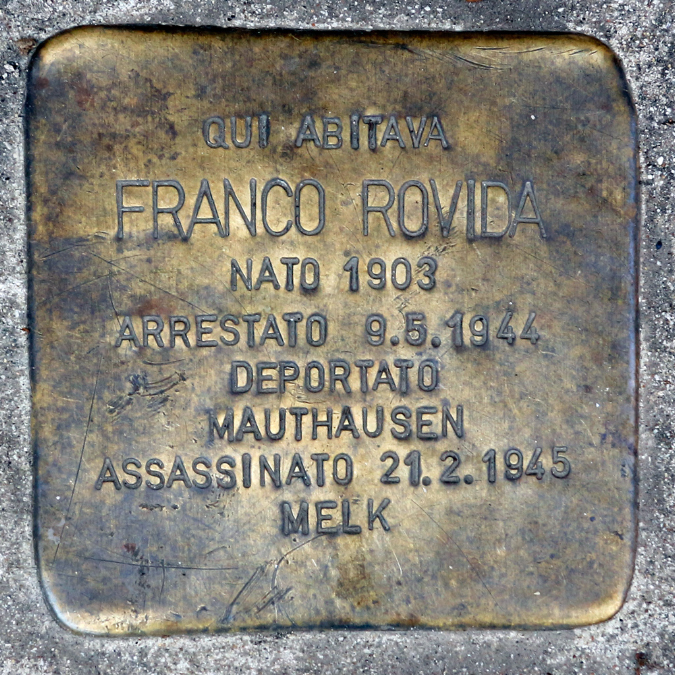 QUI ABITAVA
FRANCO ROVIDA
NATO 1903
ARRESTATO 9.5.1944
DEPORTATO
MAUTHAUSEN
ASSASSINATO 21.2.1945
MELK